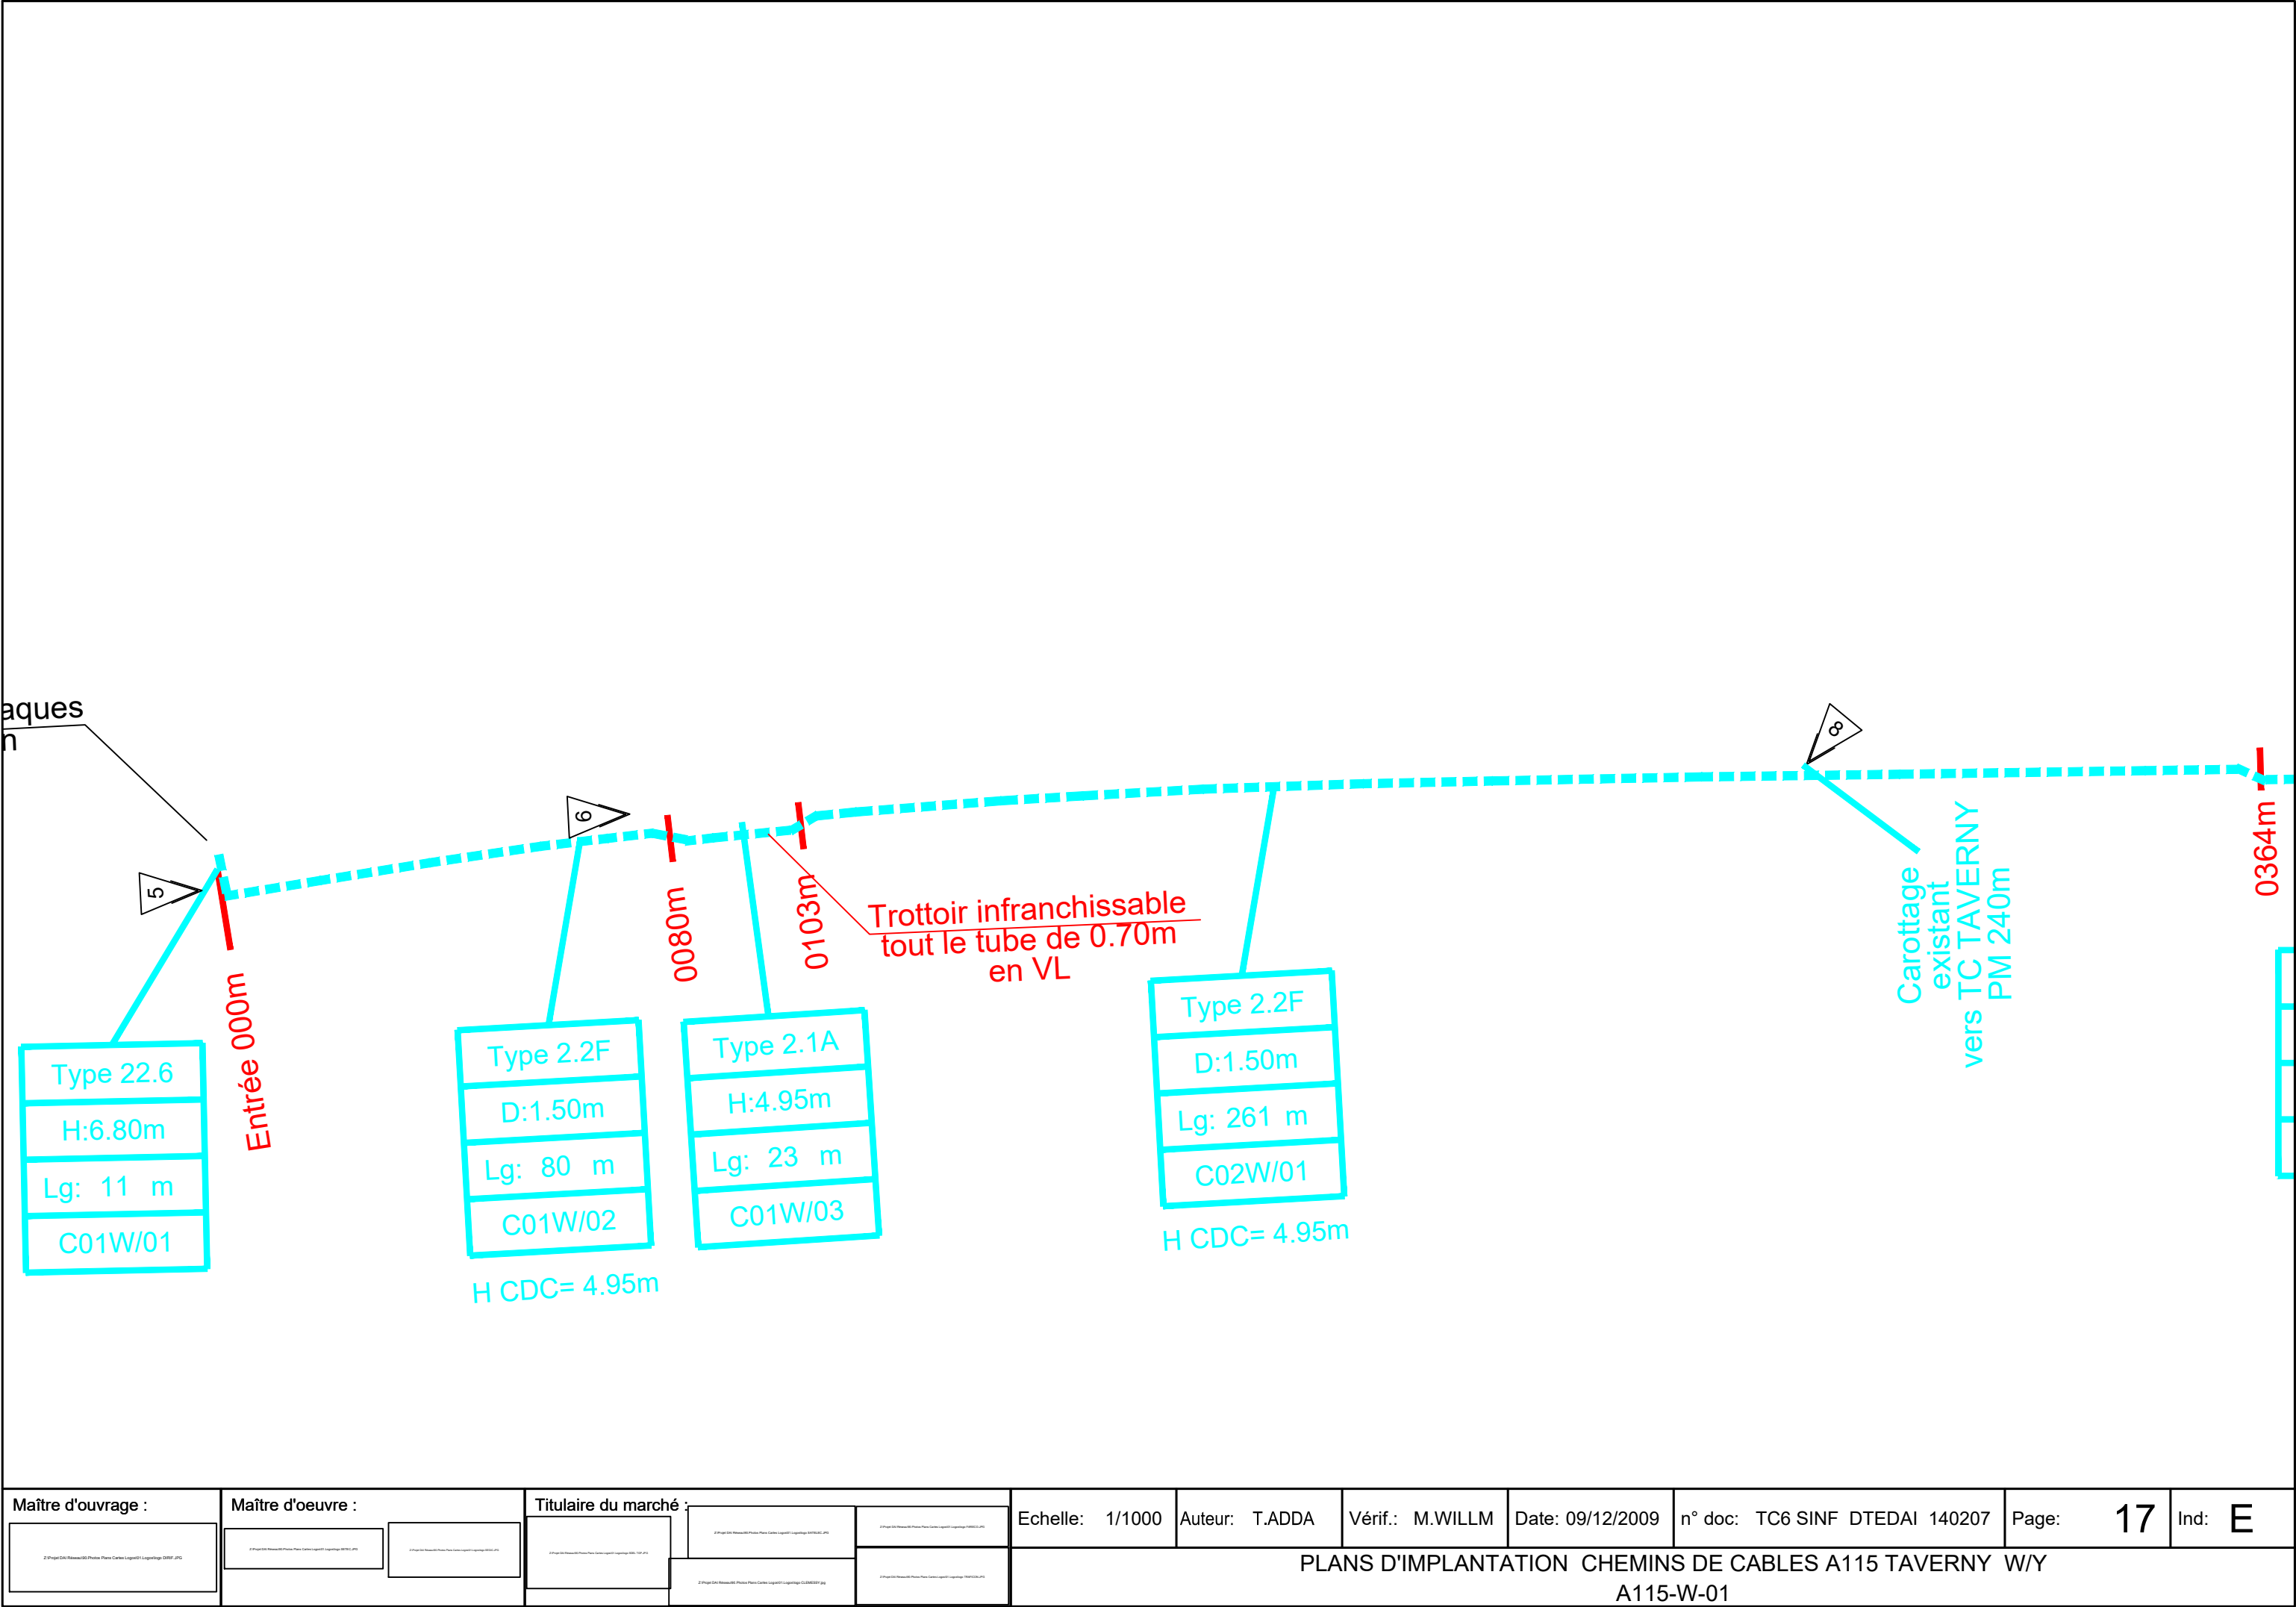 aques
n
5
6
8
Entrée 000m
0080m
0103m
0364m
Trottoir infranchissable
tout le tube de 0.70m
en VL
Carottage
existant
vers TC TAVERNY
PM 240m
Type 22.6
H:6.80m
Lg: 11 m
C01W/01
Type 2.2F
D:1.50m
Lg: 80 m
C01W/02
H CDC= 4.95m
Type 2.1A
H:4.95m
Lg: 23 m
C01W/03
Type 2.2F
D:1.50m
Lg: 261 m
C02W/01
H CDC= 4.95m
Maître d'ouvrage :
Maître d'oeuvre :
Titulaire du marché :
Echelle: 1/1000
Auteur: T.ADDA
Vérif.: M.WILLM
Date: 09/12/2009
n° doc: TC6 SINF DTEDAI 140207
Page: 17
Ind: E
PLANS D'IMPLANTATION CHEMINS DE CABLES A115 TAVERNY W/Y
A115-W-01